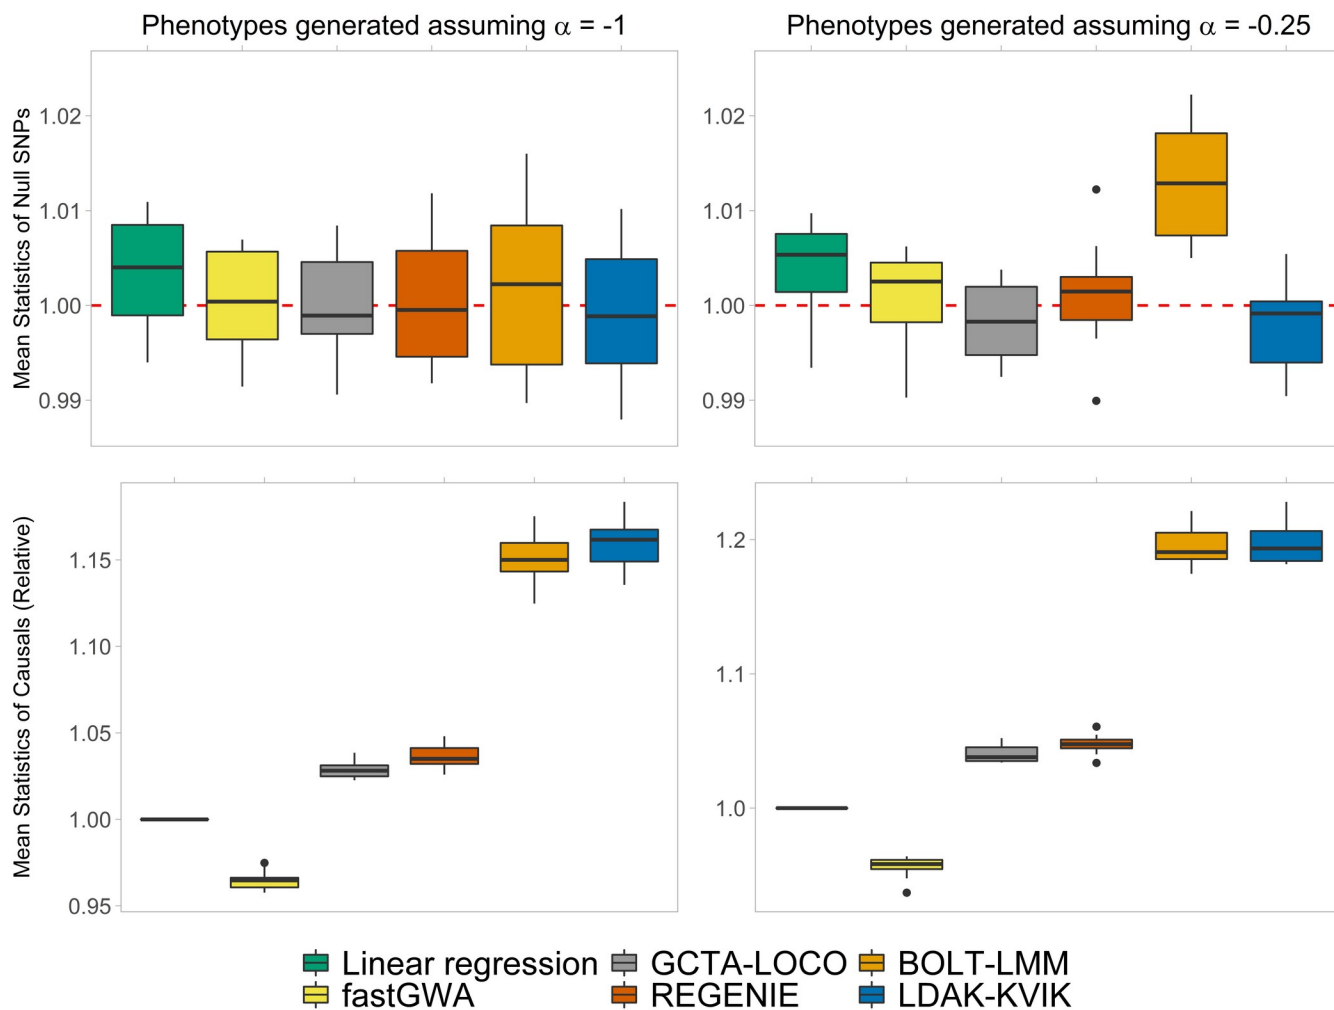 Phenotypes generated assuming α = -1
Phenotypes generated assuming α = -0.25
Mean Statistics of Null SNPs
1.02
1.01
1.00
0.99
1.02
1.01
1.00
0.99
Mean Statistics of Causals (Relative)
1.15
1.10
1.05
1.00
0.95
1.2
1.1
1.0
Linear regression
GCTA-LOCO
BOLT-LMM
fastGWA
REGENIE
LDAK-KVIK